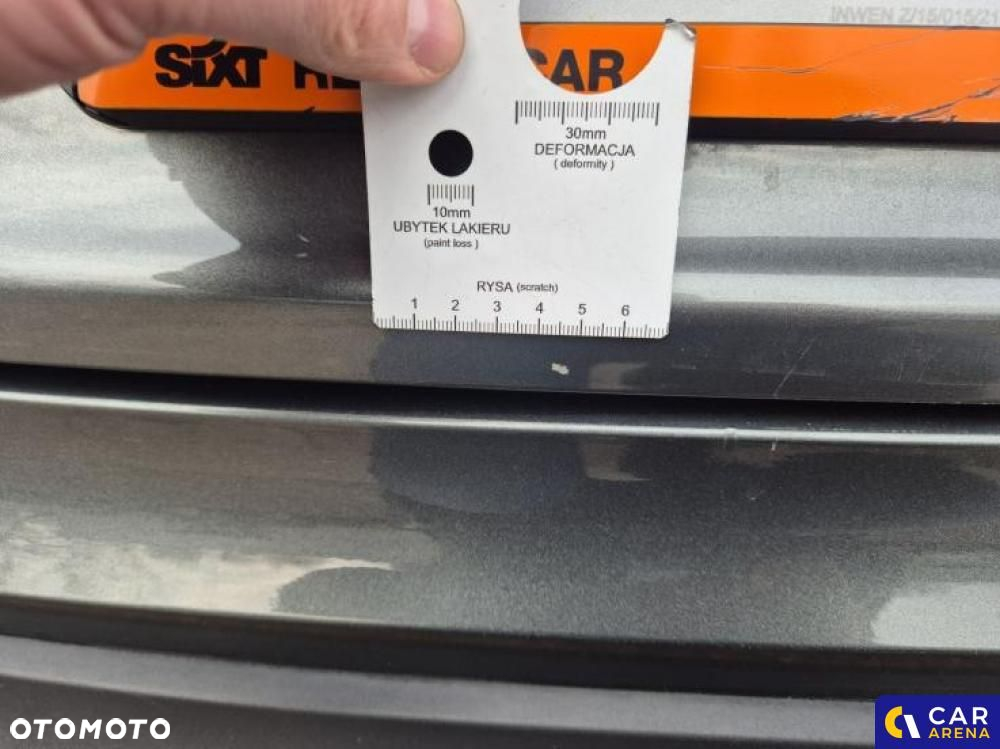 INWEN Z/15/015/21
SIXT RE CAR
30mm
DEFORMACJA
( deformity )
10mm
UBYTEK LAKIERU
(paint loss )
RYSA (scratch)
1 2 3 4 5 6
OTOMOTO
CAR
ARENA